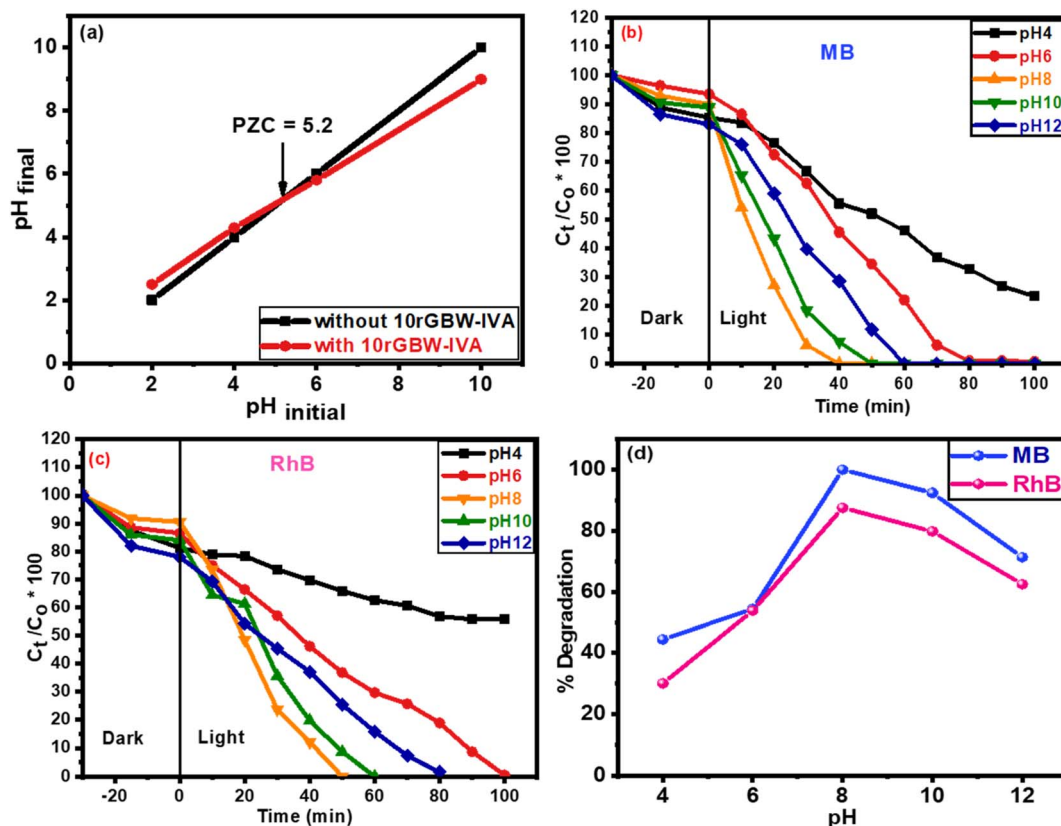 (a)
10
8
6
4
2
0
pH final
PZC = 5.2
without 10rGBW-IVA
with 10rGBW-IVA
0 2 4 6 8 10
pH initial
(b)
MB
pH4
pH6
pH8
pH10
pH12
120
110
100
90
80
70
60
50
40
30
20
10
0
Ct /Co * 100
Dark
Light
-20 0 20 40 60 80 100
Time (min)
(c)
RhB
pH4
pH6
pH8
pH10
pH12
120
110
100
90
80
70
60
50
40
30
20
10
0
Ct /Co * 100
Dark
Light
-20 0 20 40 60 80 100
Time (min)
(d)
MB
RhB
100
80
60
40
20
0
% Degradation
4 6 8 10 12
pH